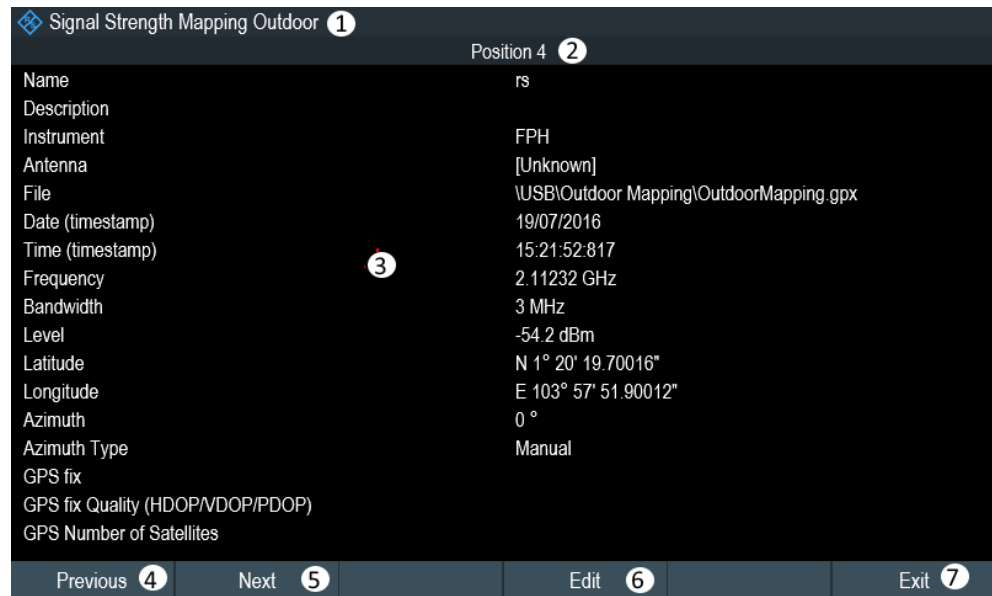 Signal Strength Mapping Outdoor 1
Position 4 2
Name rs
Description
Instrument FPH
Antenna [Unknown]
File \USB\Outdoor Mapping\OutdoorMapping.gpx
Date (timestamp) 19/07/2016
Time (timestamp) 15:21:52:817
3
Frequency 2.11232 GHz
Bandwidth 3 MHz
Level -54.2 dBm
Latitude N 1° 20' 19.70016"
Longitude E 103° 57' 51.90012"
Azimuth 0 °
Azimuth Type Manual
GPS fix
GPS fix Quality (HDOP/VDOP/PDOP)
GPS Number of Satellites
Previous 4 Next 5 Edit 6 Exit 7